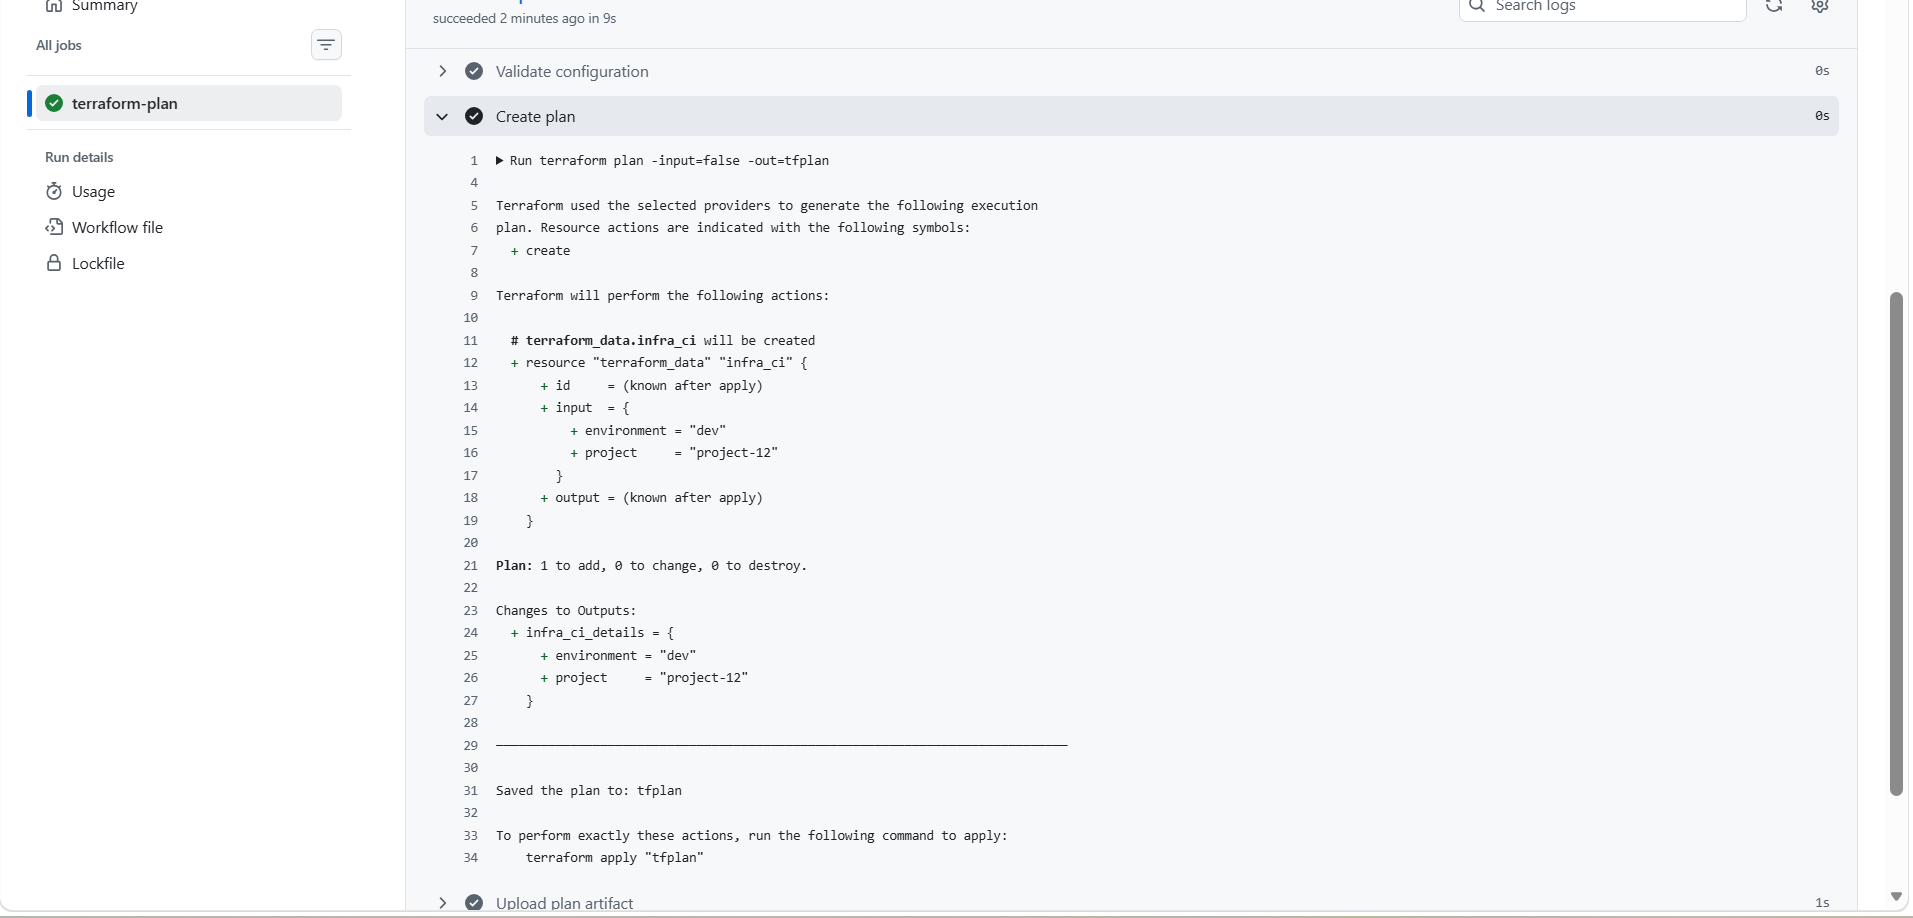 Summary
All jobs
terraform-plan
Run details
Usage
Workflow file
Lockfile
succeeded 2 minutes ago in 9s
Search logs
Validate configuration 0s
Create plan 0s
1 Run terraform plan -input=false -out=tfplan
4
5 Terraform used the selected providers to generate the following execution
6 plan. Resource actions are indicated with the following symbols:
7   + create
8
9 Terraform will perform the following actions:
10
11   # terraform_data.infra_ci will be created
12   + resource "terraform_data" "infra_ci" {
13       + id     = (known after apply)
14       + input  = {
15           + environment = "dev"
16           + project     = "project-12"
17         }
18       + output = (known after apply)
19     }
20
21 Plan: 1 to add, 0 to change, 0 to destroy.
22
23 Changes to Outputs:
24   + infra_ci_details = {
25       + environment = "dev"
26       + project     = "project-12"
27     }
28
29 ─────────────────────────────────────────────────────────────────────────────
30
31 Saved the plan to: tfplan
32
33 To perform exactly these actions, run the following command to apply:
34     terraform apply "tfplan"
Upload plan artifact 1s